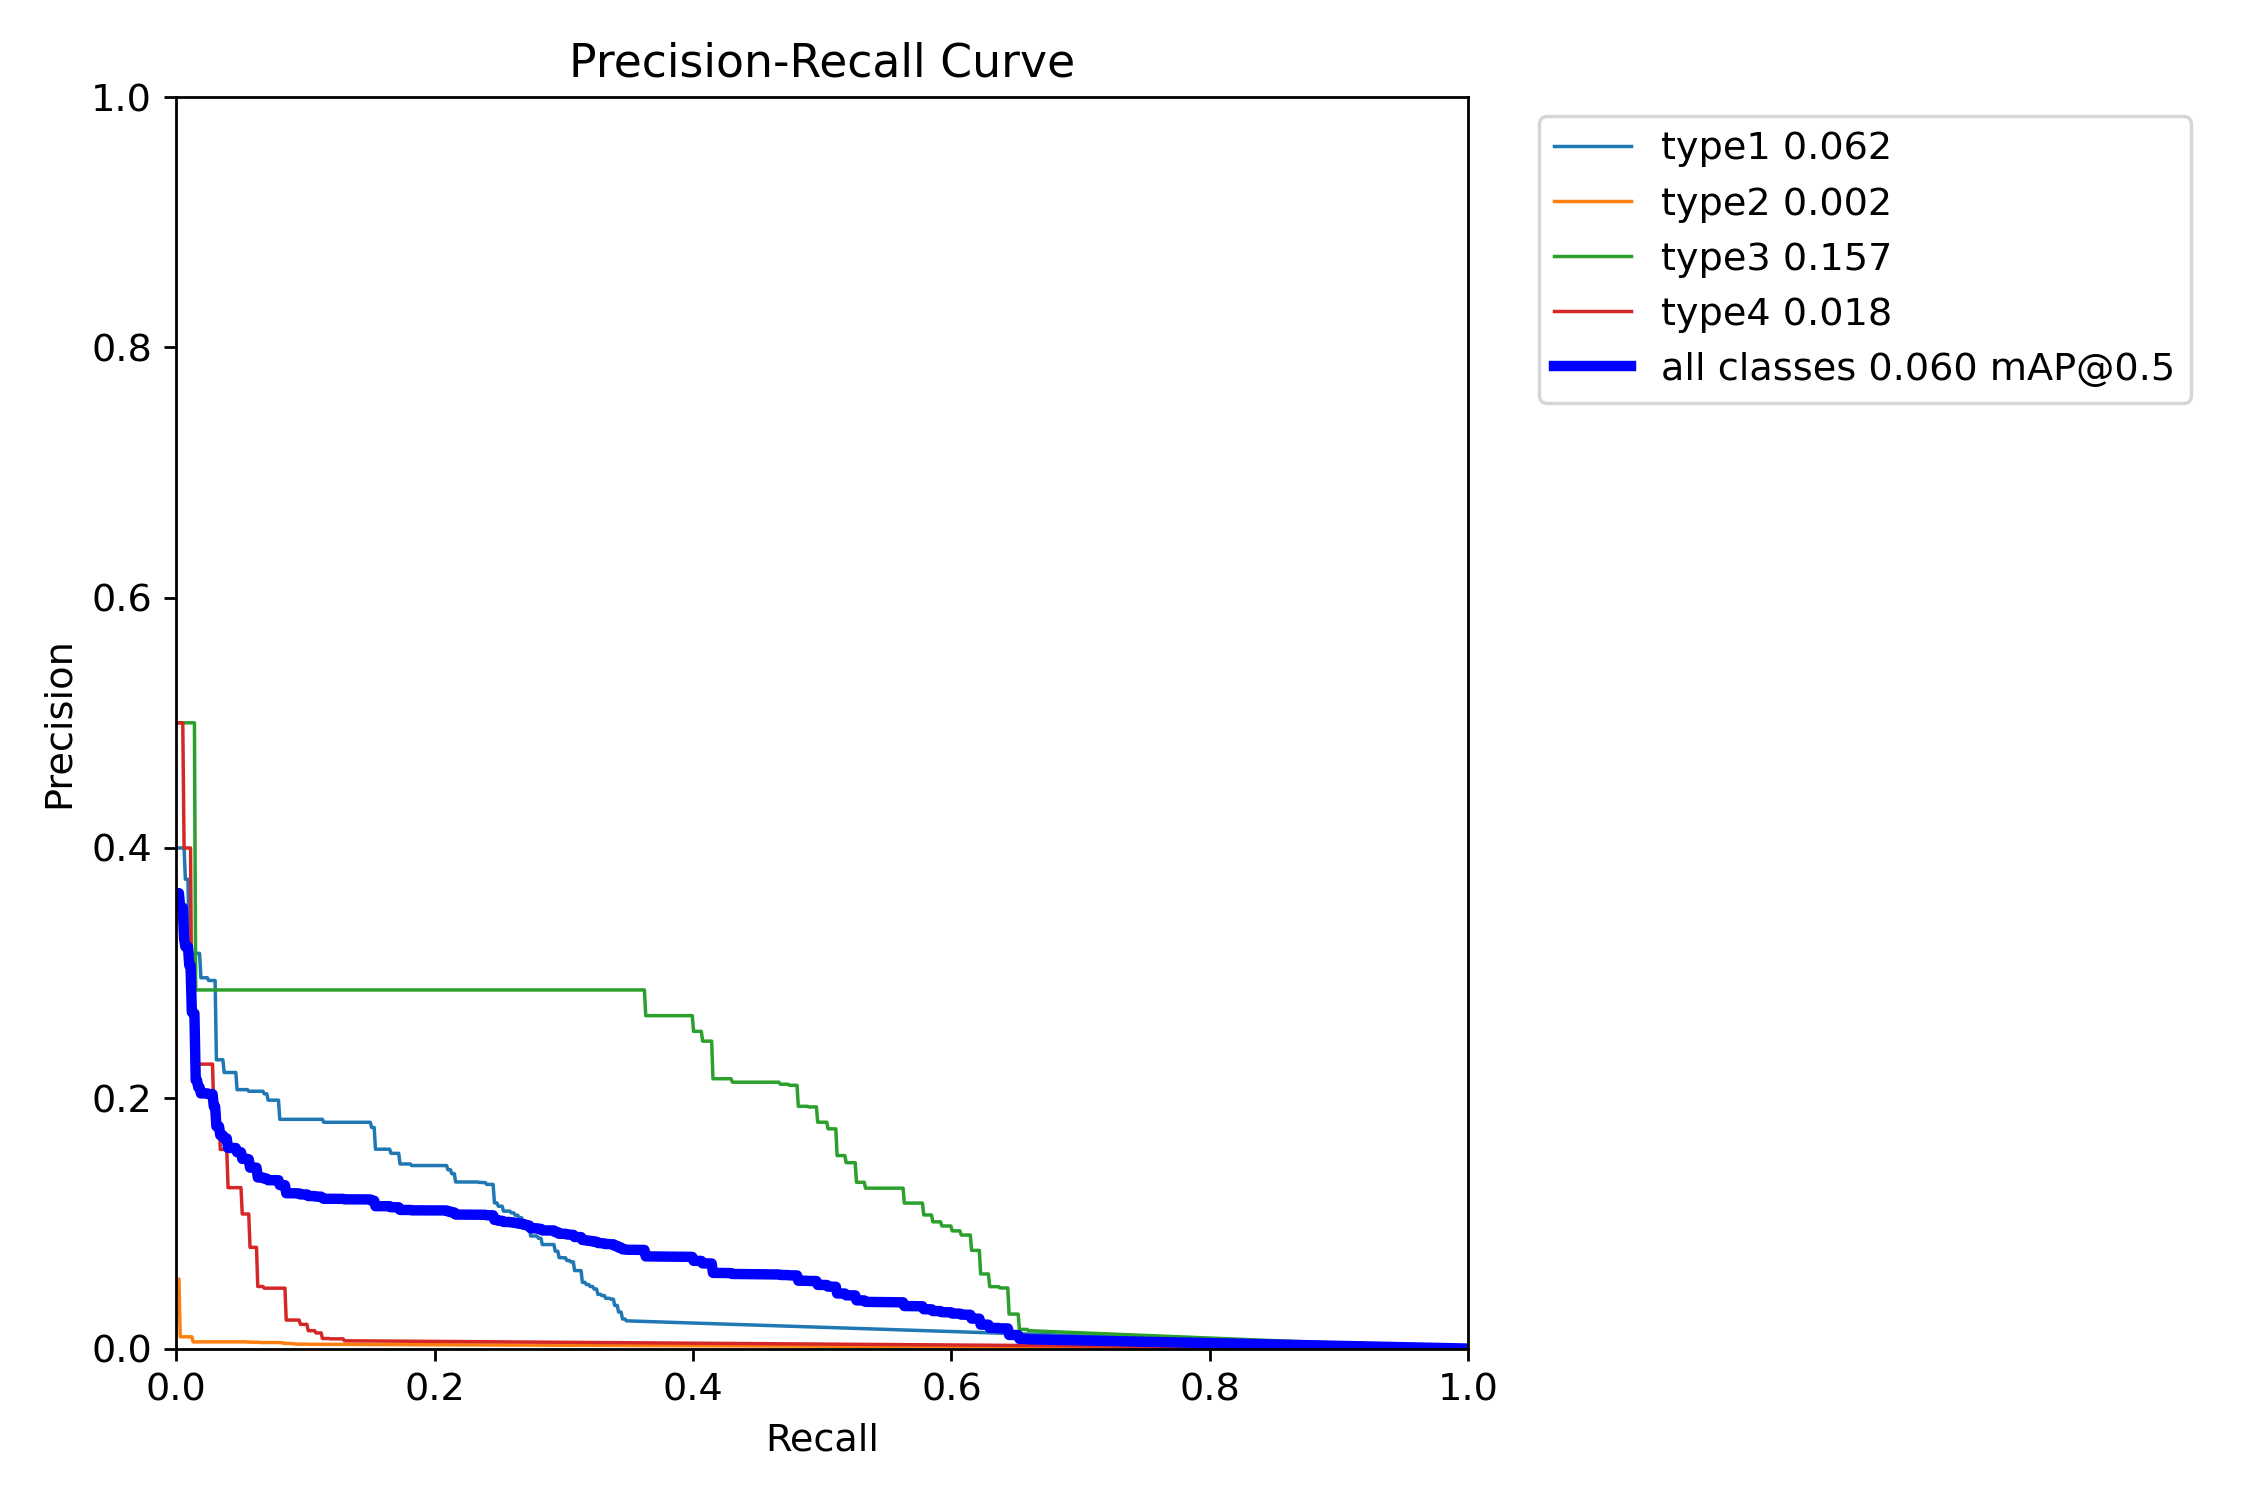 Precision-Recall Curve
1.0
0.8
0.6
0.4
0.2
0.0
Precision
0.0 0.2 0.4 0.6 0.8 1.0
Recall
type1 0.062
type2 0.002
type3 0.157
type4 0.018
all classes 0.060 mAP@0.5